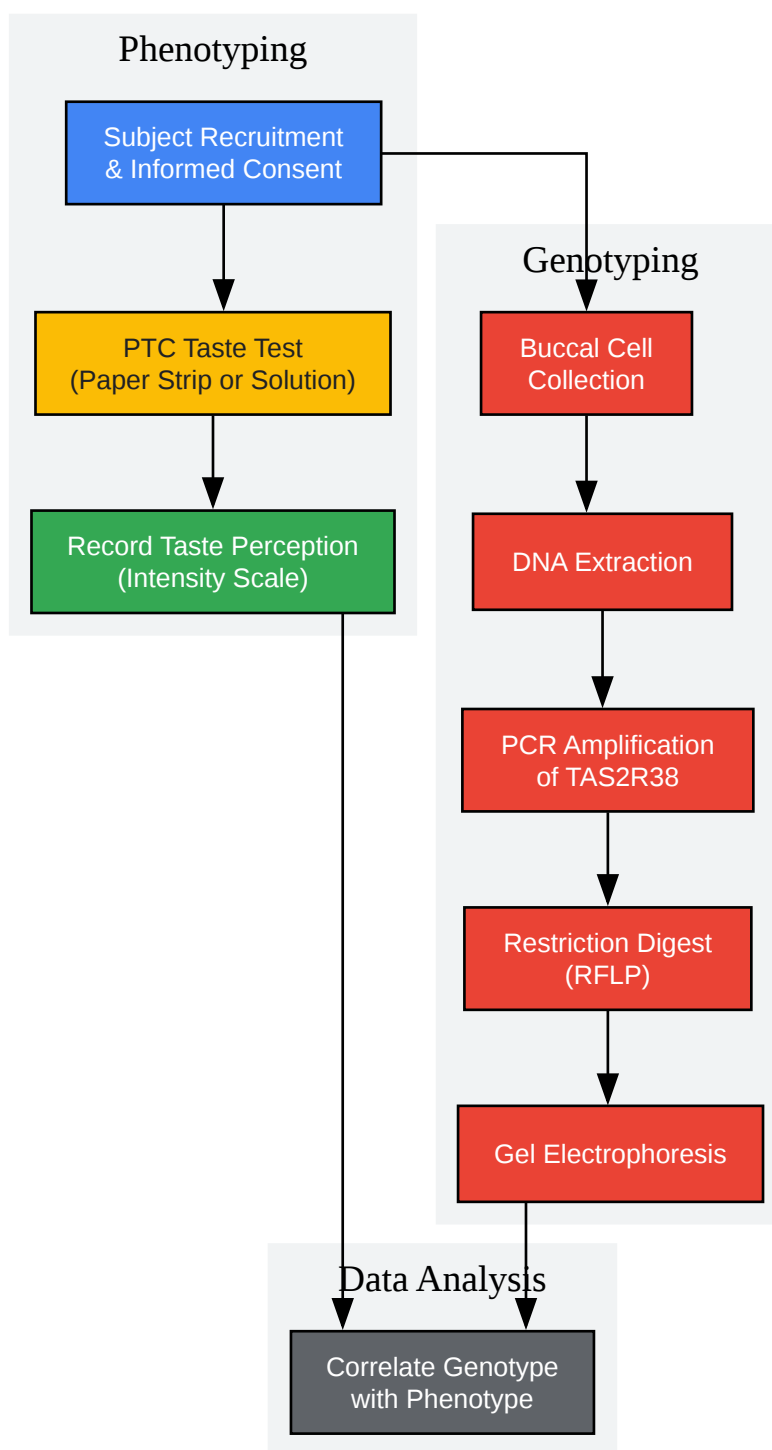 Phenotyping
Subject Recruitment
& Informed Consent
PTC Taste Test
(Paper Strip or Solution)
Record Taste Perception
(Intensity Scale)
Genotyping
Buccal Cell
Collection
DNA Extraction
PCR Amplification
of TAS2R38
Restriction Digest
(RFLP)
Gel Electrophoresis
Data Analysis
Correlate Genotype
with Phenotype